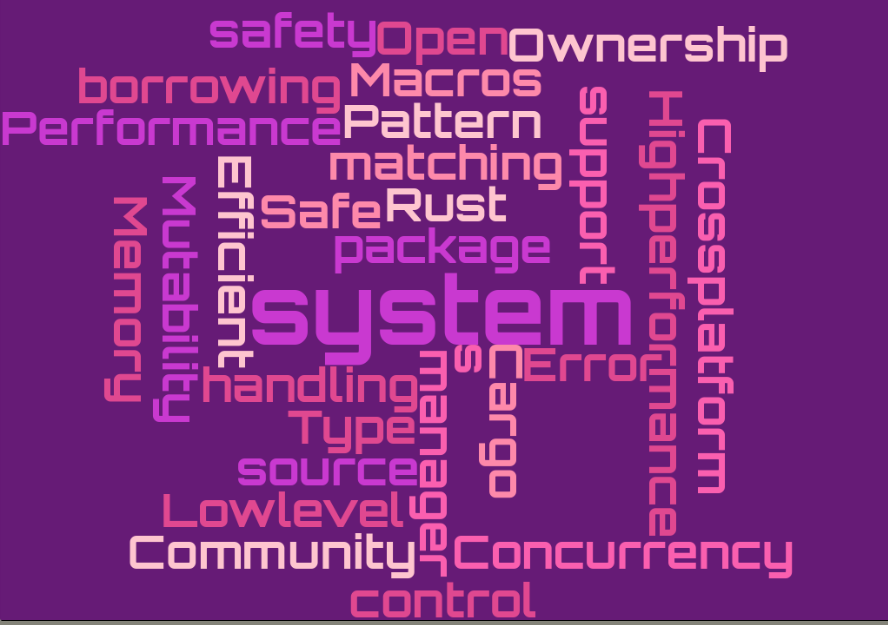 safety
Open
Ownership
borrowing
Macros
Performance
Pattern
support
Highperformance
Crossplatform
matching
Efficient
Mutability
Memory
Safe
Rust
package
system
s
Cargo
Error
manager
handling
Type
source
Lowlevel
Community
Concurrency
control